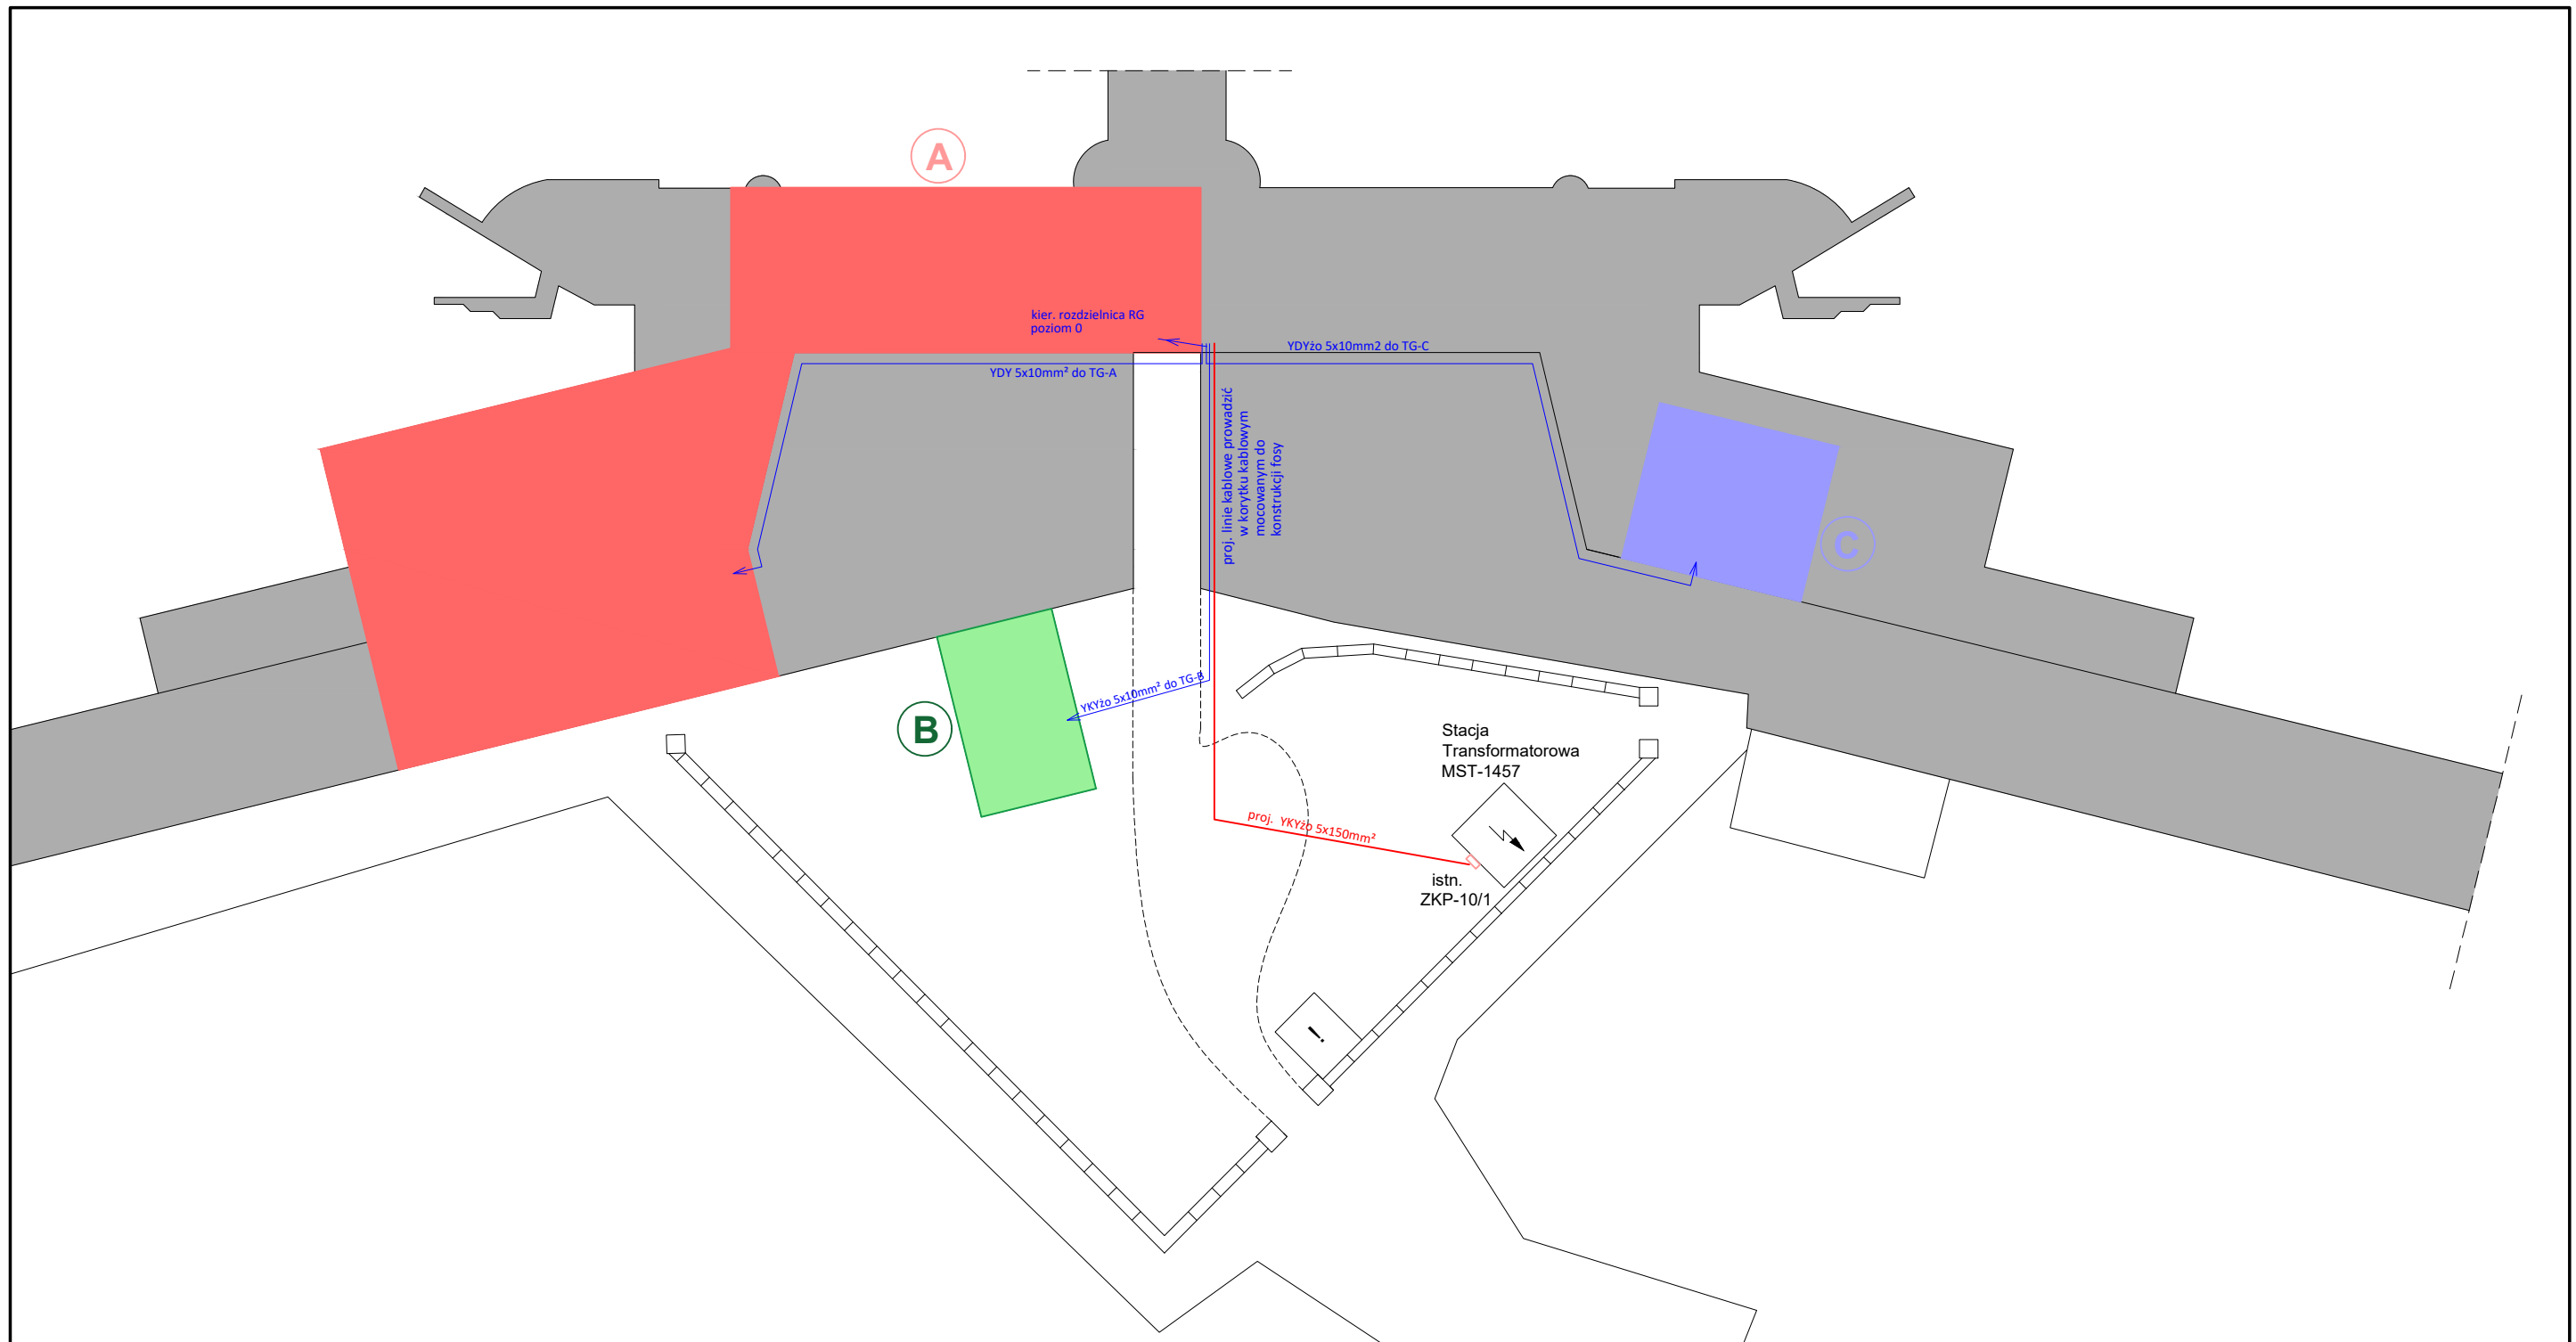 A
kier. rozdzielnica RG
poziom 0
YDYżo 5x10mm2 do TG-C
YDY 5x10mm² do TG-A
proj. linie kablowe prowadzić
w korytku kablowym
mocowanym do
konstrukcji fosy
C
YKYżo 5x10mm² do TG-B
B
Stacja
Transformatorowa
MST-1457
proj. YKYżo 5x150mm²
istn.
ZKP-10/1
!